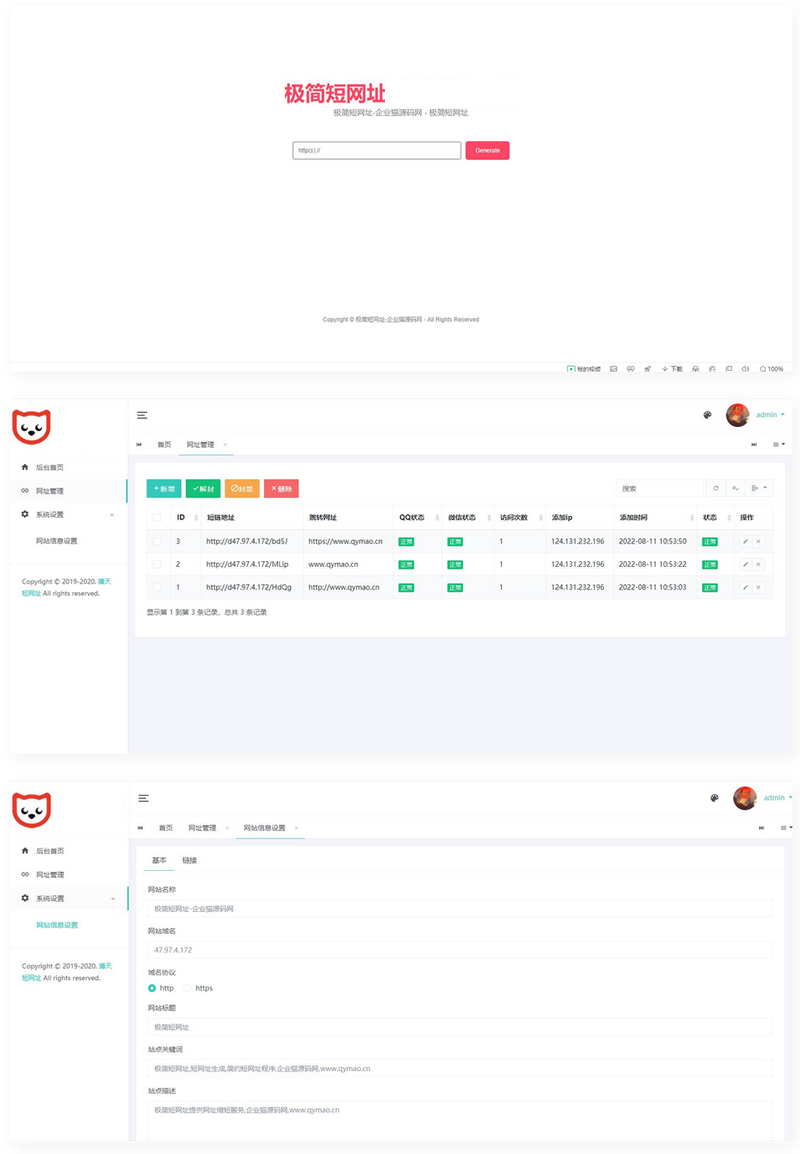 极简短网址
极简短网址-企业猫源码网 - 极简短网址
http(s)://
Generate
Copyright © 极简短网址-企业猫源码网 - All Rights Reserved
我的视频 下载 100%
admin
首页 网址管理 ×
后台首页
网址管理
系统设置
网站信息设置
Copyright © 2019-2020. 播天
短网址 All rights reserved.
+新增 ✓解封 封禁 ×删除 搜索
ID 短链地址 跳转网址 QQ状态 微信状态 访问次数 添加ip 添加时间 状态 操作
3 http://d47.97.4.172/bd5J https://www.qymao.cn 正常 正常 1 124.131.232.196 2022-08-11 10:53:50 正常
2 http://d47.97.4.172/MLip www.qymao.cn 正常 正常 1 124.131.232.196 2022-08-11 10:53:22 正常
1 http://d47.97.4.172/HdQg http://www.qymao.cn 正常 正常 1 124.131.232.196 2022-08-11 10:53:03 正常
显示第 1 到第 3 条记录，总共 3 条记录
admin
首页 网址管理 × 网站信息设置 ×
后台首页
网址管理
系统设置
网站信息设置
Copyright © 2019-2020. 播天
短网址 All rights reserved.
基本 链接
网站名称
极简短网址-企业猫源码网
网站域名
47.97.4.172
域名协议
http https
网站标题
极简短网址
站点关键词
极简短网址,短网址生成,简约短网址程序,企业猫源码网,www.qymao.cn
站点描述
极简短网址提供网址缩短服务,企业猫源码网,www.qymao.cn